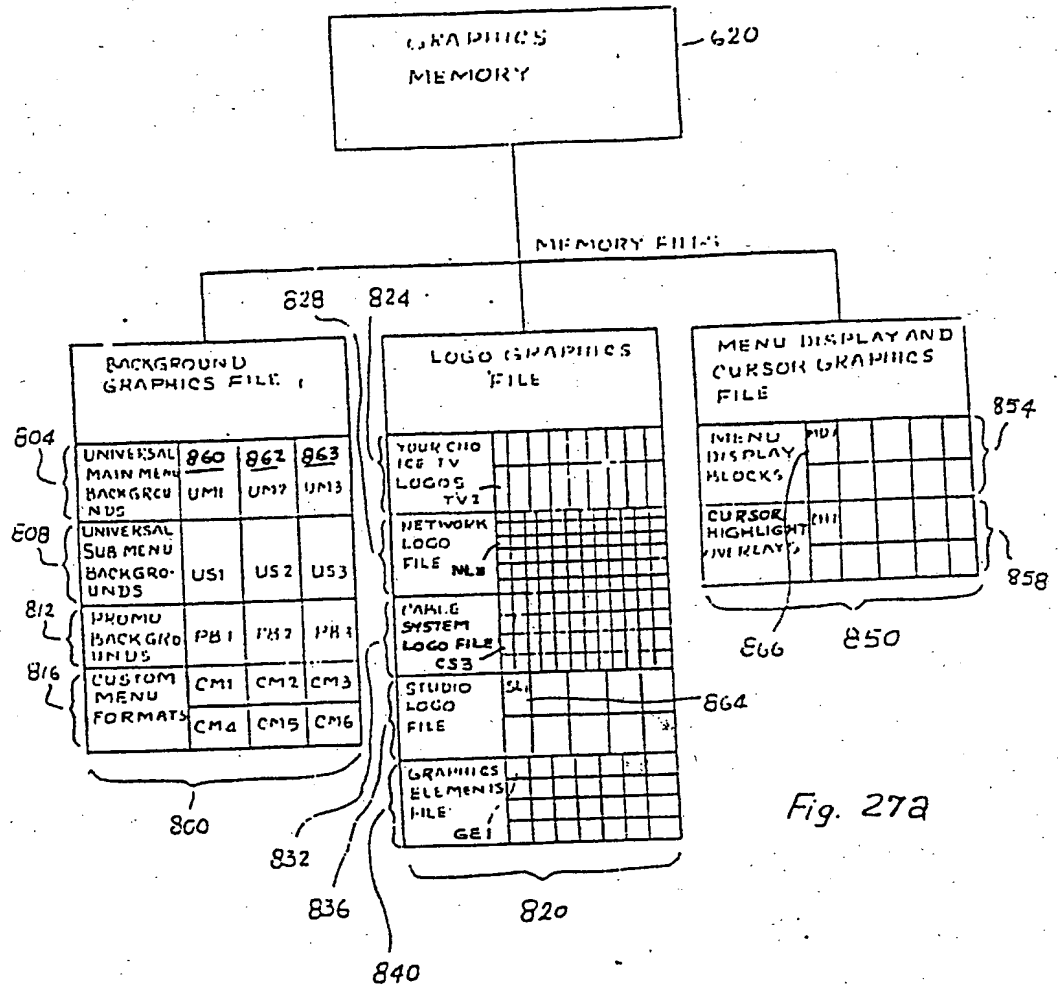 GRAPHICS
MEMORY
620
MEMORY FILES
828
824
BACKGROUND
GRAPHICS FILE
LOGO GRAPHICS
FILE
MENU DISPLAY AND
CURSOR GRAPHICS
FILE
804
UNIVERSAL
MAIN MENU
BACKGROU
NDS
860
862
863
UM1
UM2
UM3
808
UNIVERSAL
SUB MENU
BACKGRO-
UNDS
US1
US2
US3
812
PROMO
BACKGRO
UNDS
PB1
PB2
PB3
816
CUSTOM
MENU
FORMATS
CM1
CM2
CM3
CM4
CM5
CM6
800
YOUR CHO
ICE TV
LOGOS
NETWORK
LOGO
FILE
CABLE
SYSTEM
LOGO FILE
CS3
STUDIO
LOGO
FILE
SL1
864
GRAPHICS
ELEMENTS
FILE
GE1
832
836
840
820
MENU
DISPLAY
BLOCKS
MD1
854
CURSOR
HIGHLIGHT
OVERLAYS
CH1
858
866
850
Fig. 27a